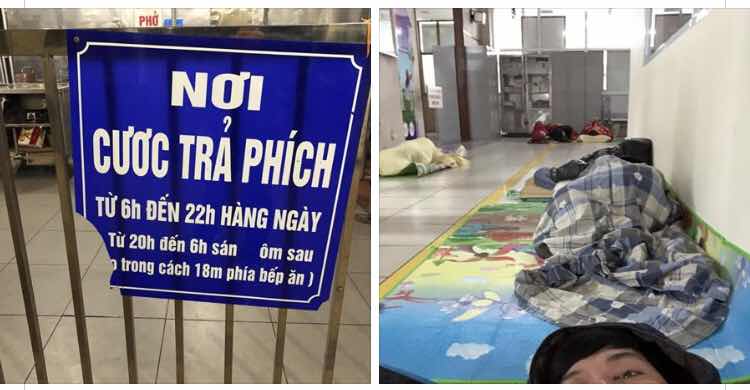 PHỞ
NƠI
CƯƠC TRẢ PHÍCH
TỪ 6h ĐẾN 22h HÀNG NGÀY
Từ 20h đến 6h sán ôm sau
trong cách 18m phía bếp ăn )